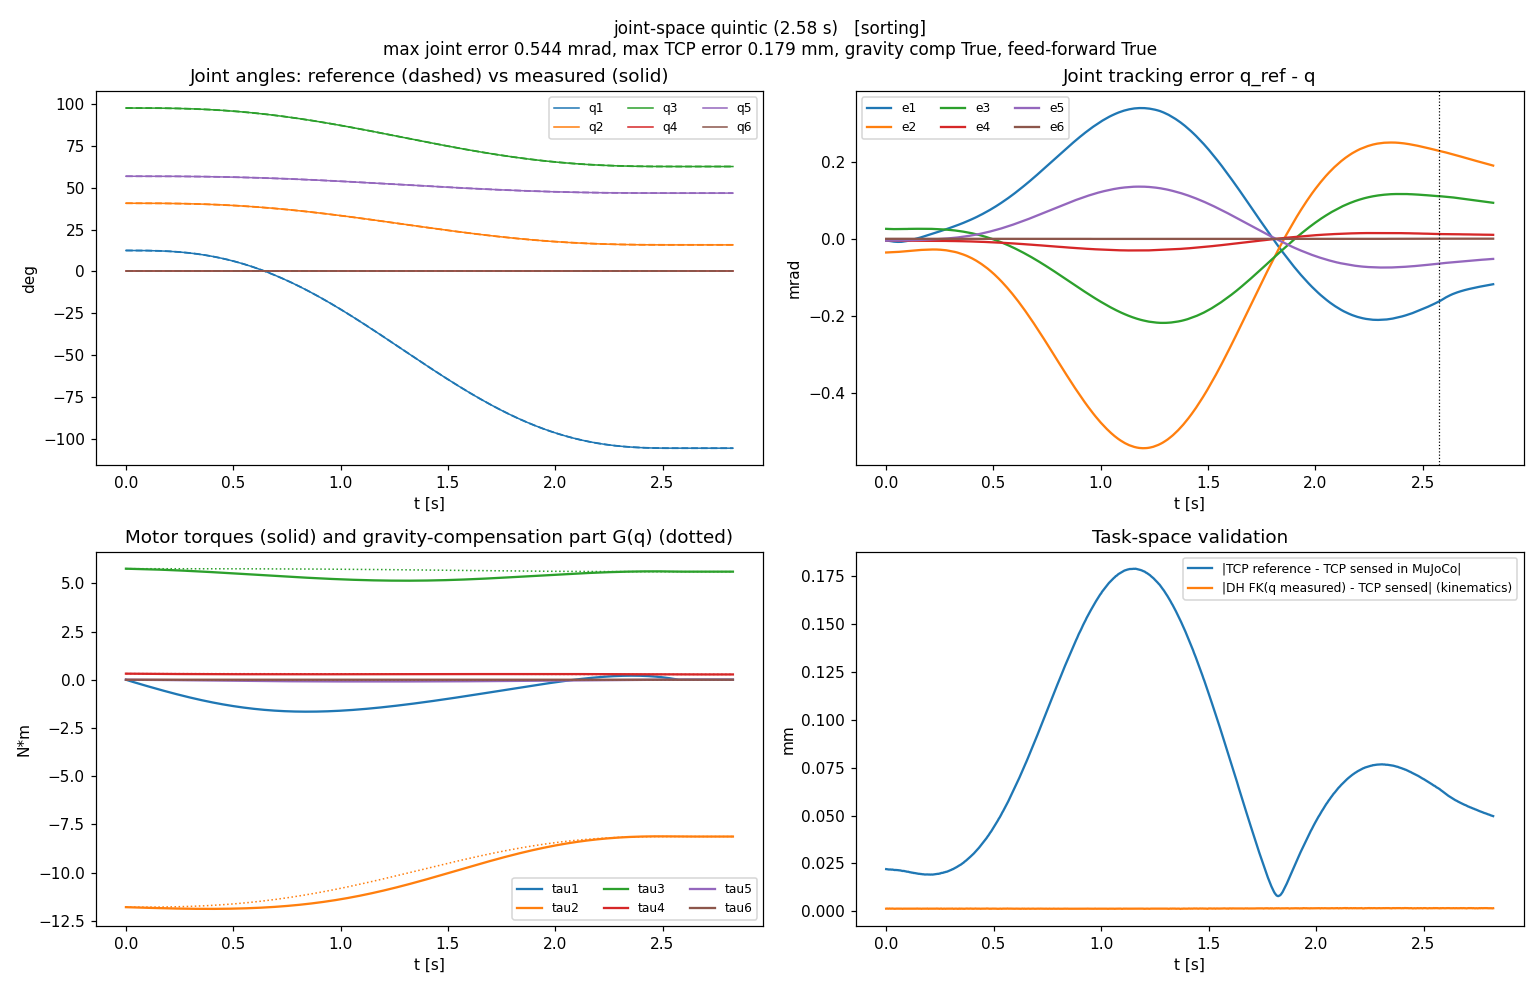 joint-space quintic (2.58 s)   [sorting]
max joint error 0.544 mrad, max TCP error 0.179 mm, gravity comp True, feed-forward True
Joint angles: reference (dashed) vs measured (solid)
100
75
50
25
0
−25
−50
−75
−100
deg
q1 q3 q5
q2 q4 q6
0.0 0.5 1.0 1.5 2.0 2.5
t [s]
Joint tracking error q_ref - q
0.2
0.0
−0.2
−0.4
mrad
e1 e3 e5
e2 e4 e6
0.0 0.5 1.0 1.5 2.0 2.5
t [s]
Motor torques (solid) and gravity-compensation part G(q) (dotted)
5.0
2.5
0.0
−2.5
−5.0
−7.5
−10.0
−12.5
N*m
tau1 tau3 tau5
tau2 tau4 tau6
0.0 0.5 1.0 1.5 2.0 2.5
t [s]
Task-space validation
0.175
0.150
0.125
0.100
0.075
0.050
0.025
0.000
mm
|TCP reference - TCP sensed in MuJoCo|
|DH FK(q measured) - TCP sensed| (kinematics)
0.0 0.5 1.0 1.5 2.0 2.5
t [s]